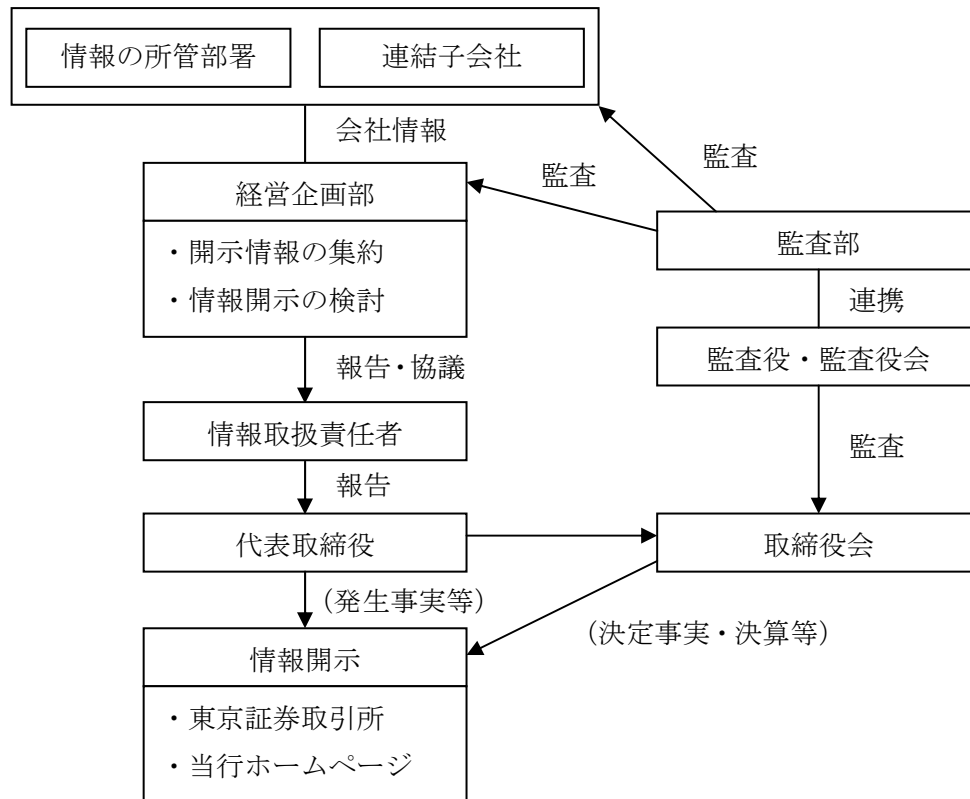 情報の所管部署
連結子会社
会社情報
監査
監査
経営企画部
・開示情報の集約
・情報開示の検討
監査部
連携
監査役・監査役会
報告・協議
情報取扱責任者
監査
報告
代表取締役
取締役会
（発生事実等）
（決定事実・決算等）
情報開示
・東京証券取引所
・当行ホームページ